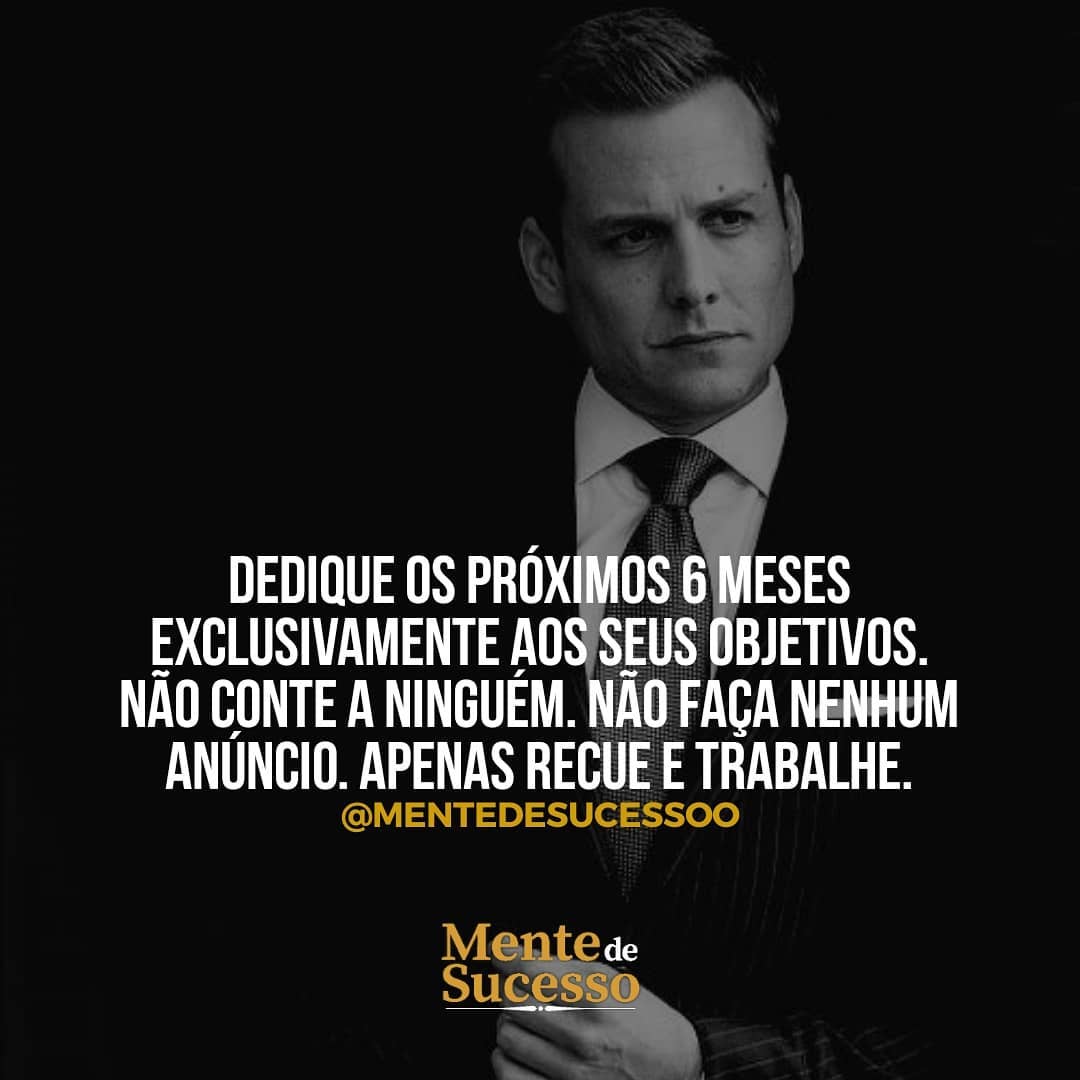 DEDIQUE OS PRÓXIMOS 6 MESES
EXCLUSIVAMENTE AOS SEUS OBJETIVOS.
NÃO CONTE A NINGUÉM. NÃO FAÇA NENHUM
ANÚNCIO. APENAS RECUE E TRABALHE.
@MENTEDESUCESSOO
Mente de
Sucesso